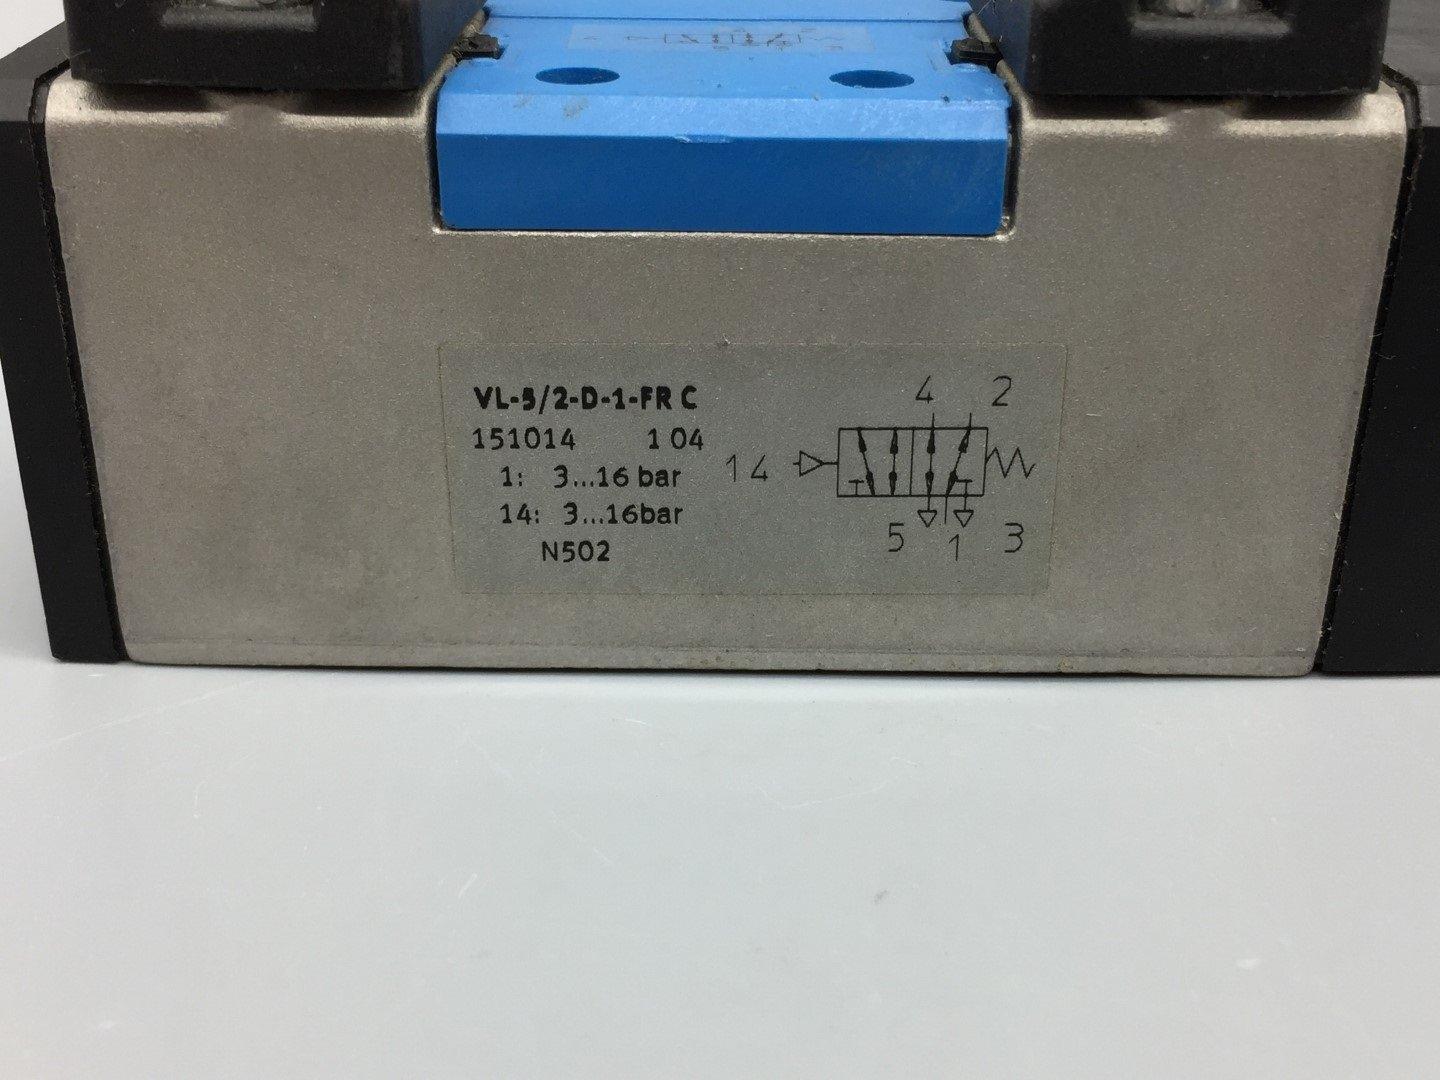 VL-5/2-D-1-FR C
151014 1 04
1: 3...16 bar
14: 3...16bar
N502
4 2
14
5 1 3